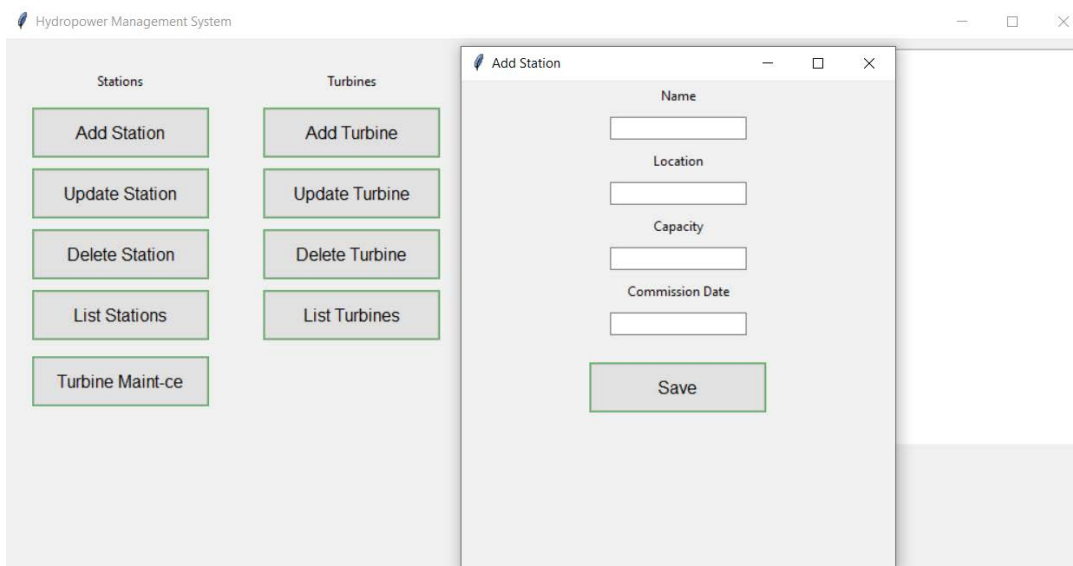 Hydropower Management System
Stations
Turbines
Add Station
Add Turbine
Update Station
Update Turbine
Delete Station
Delete Turbine
List Stations
List Turbines
Turbine Maint-ce
Add Station
Name
Location
Capacity
Commission Date
Save